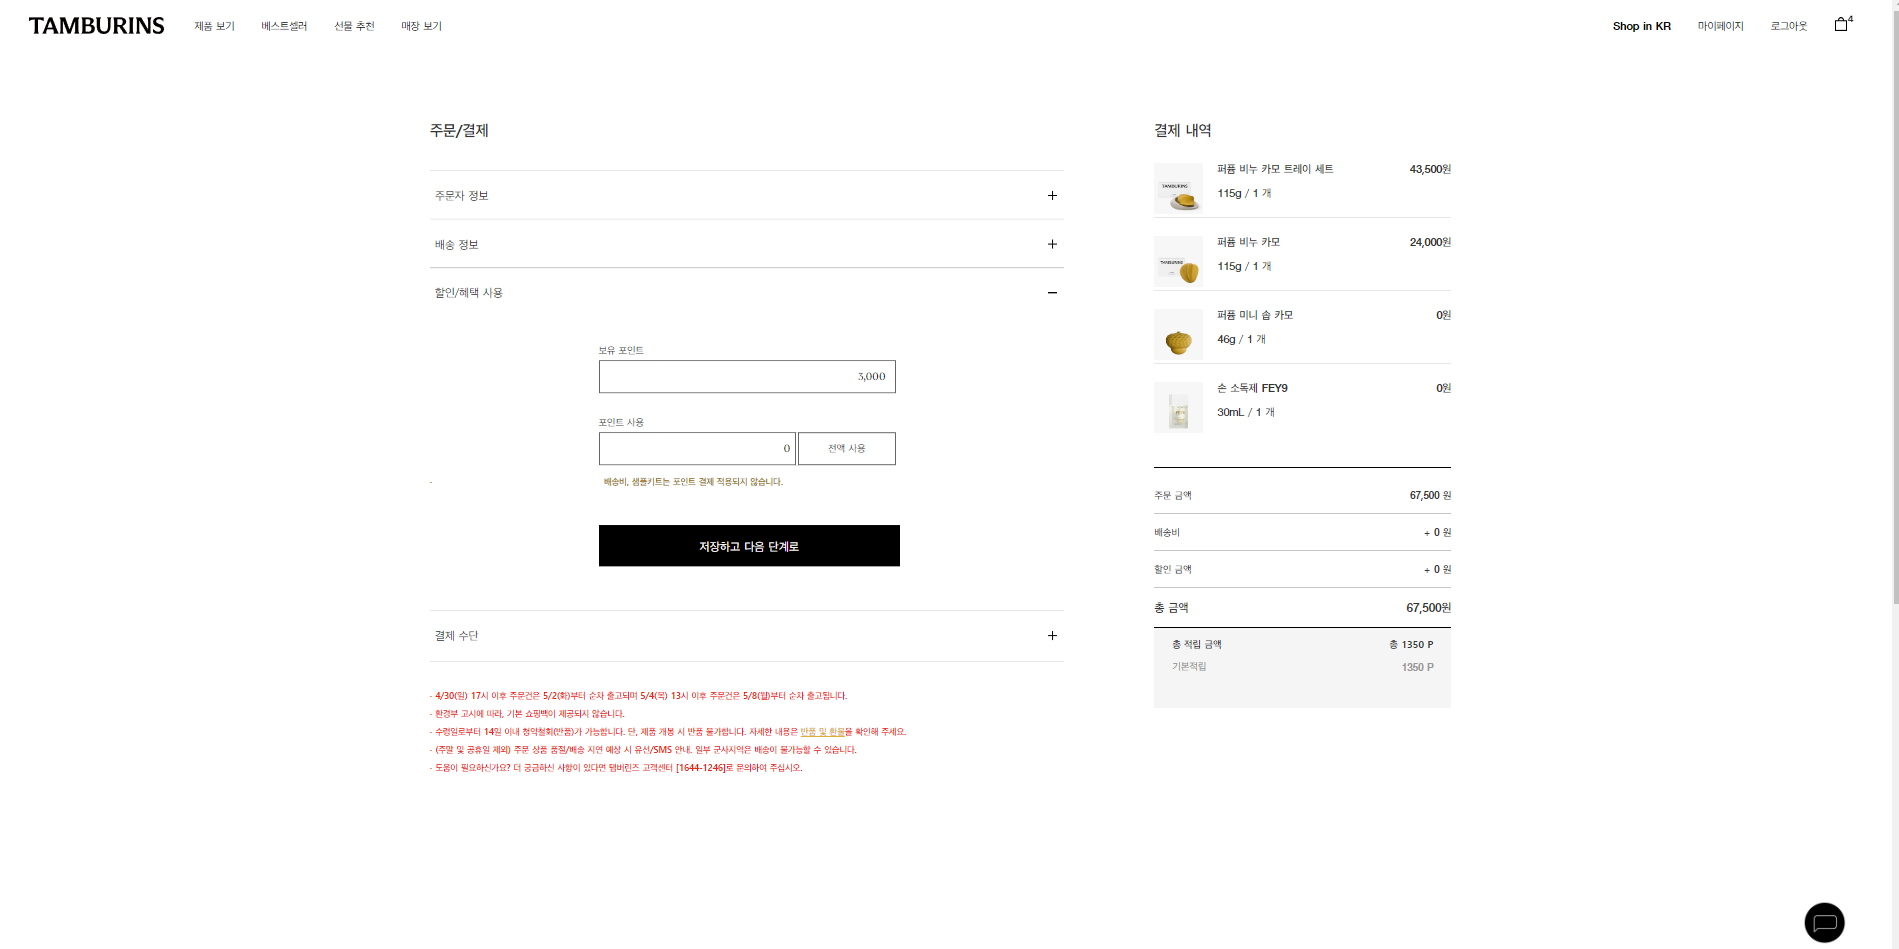 TAMBURINS 제품 보기 베스트셀러 선물 추천 매장 보기 Shop in KR 마이페이지 로그아웃 4
주문/결제
주문자 정보
배송 정보
할인/혜택 사용
보유 포인트
3,000
포인트 사용
0 전액 사용
· 배송비, 샘플키트는 포인트 결제 적용되지 않습니다.
저장하고 다음 단계로
결제 수단
· 4/30(일) 17시 이후 주문건은 5/2(화)부터 순차 출고되며 5/4(목) 13시 이후 주문건은 5/8(월)부터 순차 출고됩니다.
· 환경부 고시에 따라, 기본 쇼핑백이 제공되지 않습니다.
· 수령일로부터 14일 이내 청약철회(반품)가 가능합니다. 단, 제품 개봉 시 반품 불가합니다. 자세한 내용은 반품 및 환불을 확인해 주세요.
· (주말 및 공휴일 제외) 주문 상품 품절/배송 지연 예상 시 유선/SMS 안내. 일부 군사지역은 배송이 불가능할 수 있습니다.
· 도움이 필요하신가요? 더 궁금하신 사항이 있다면 탬버린즈 고객센터 [1644-1246]로 문의하여 주십시오.
결제 내역
TAMBURINS
퍼퓸 비누 카모 트레이 세트 43,500원
115g / 1 개
TAMBURINS
퍼퓸 비누 카모 24,000원
115g / 1 개
퍼퓸 미니 솝 카모 0원
46g / 1 개
손 소독제 FEY9 0원
30mL / 1 개
주문 금액 67,500 원
배송비 + 0 원
할인 금액 + 0 원
총 금액 67,500원
총 적립 금액 총 1350 P
기본적립 1350 P